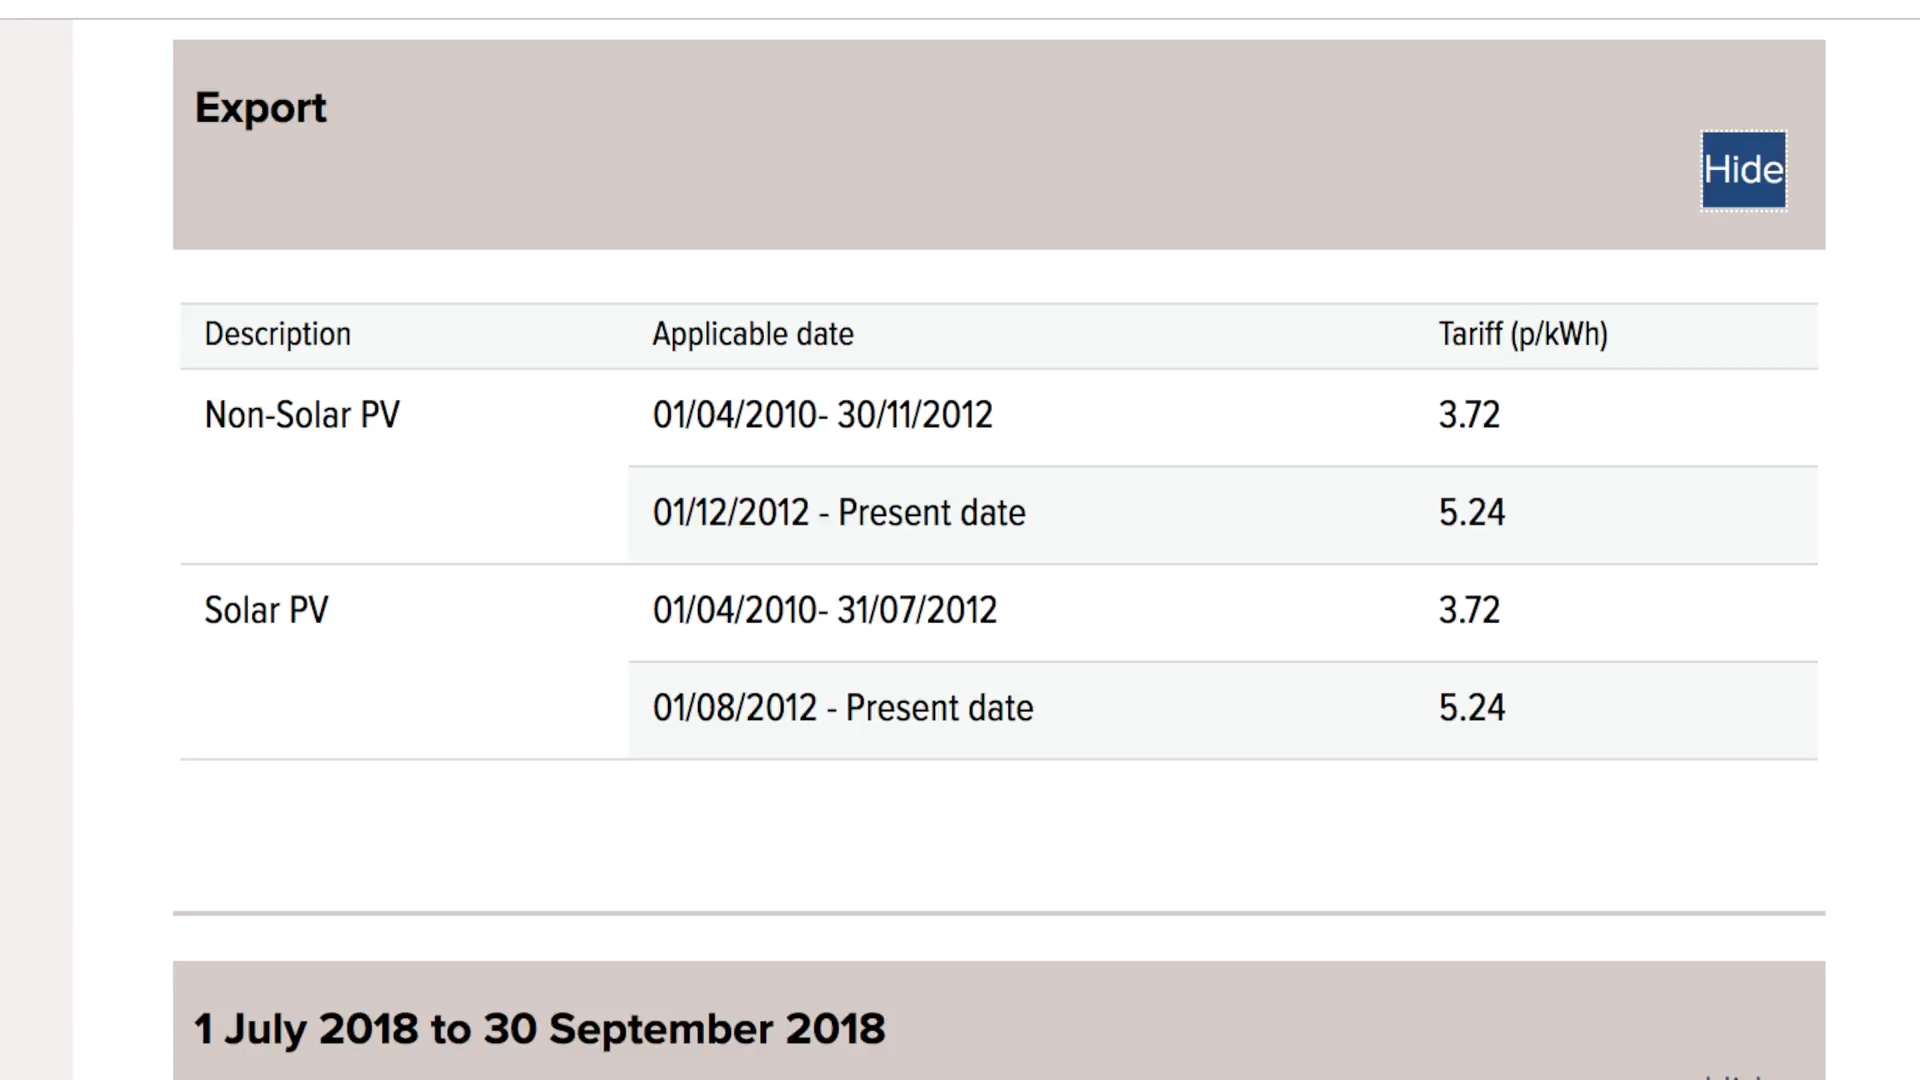 Export
Hide
Description Applicable date Tariff (p/kWh)
Non-Solar PV 01/04/2010- 30/11/2012 3.72
01/12/2012 - Present date 5.24
Solar PV 01/04/2010- 31/07/2012 3.72
01/08/2012 - Present date 5.24
1 July 2018 to 30 September 2018